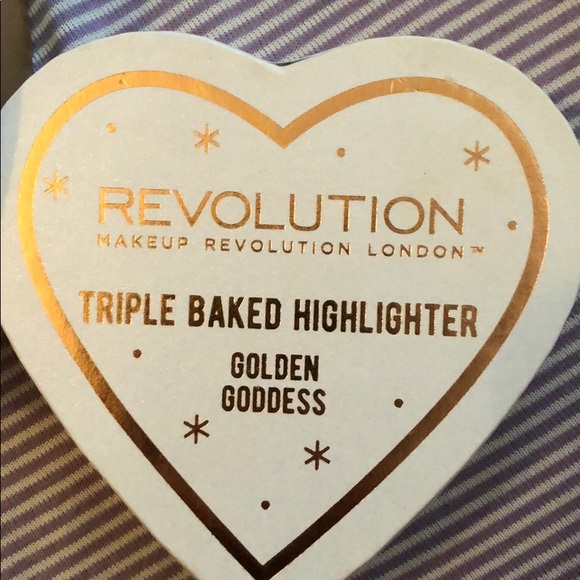 REVOLUTION
MAKEUP REVOLUTION LONDON™
TRIPLE BAKED HIGHLIGHTER
GOLDEN
GODDESS